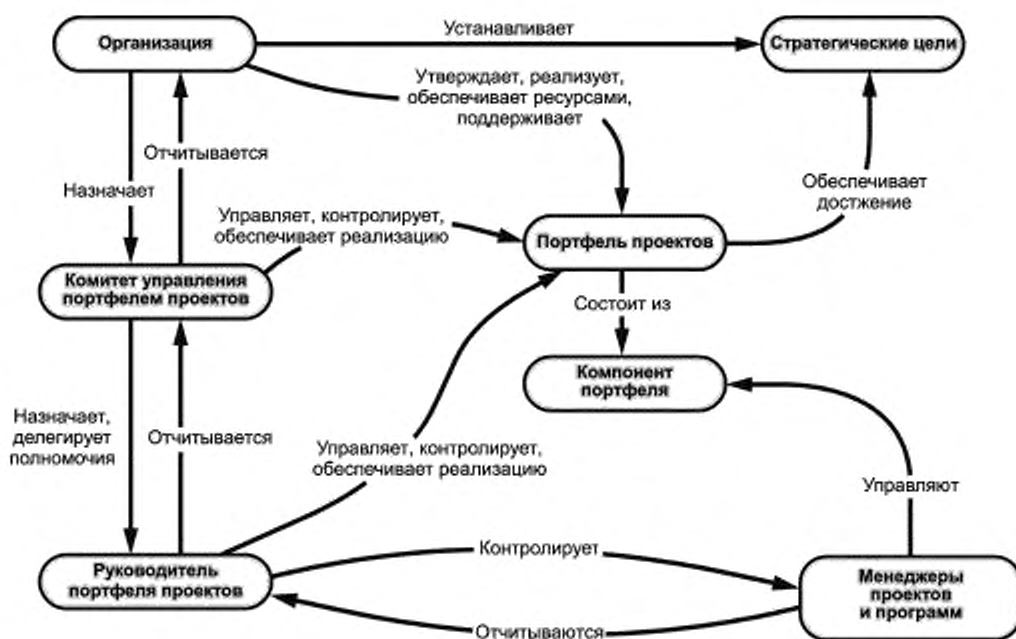 Организация
Устанавливает
Стратегические цели
Утверждает, реализует,
обеспечивает ресурсами,
поддерживает
Отчитывается
Назначает
Обеспечивает
достжение
Управляет, контролирует,
обеспечивает реализацию
Портфель проектов
Комитет управления
портфелем проектов
Состоит из
Компонент
портфеля
Назначает,
делегирует
полномочия
Отчитывается
Управляет, контролирует,
обеспечивает реализацию
Управляют
Контролирует
Руководитель
портфеля проектов
Менеджеры
проектов
и программ
Отчитываются